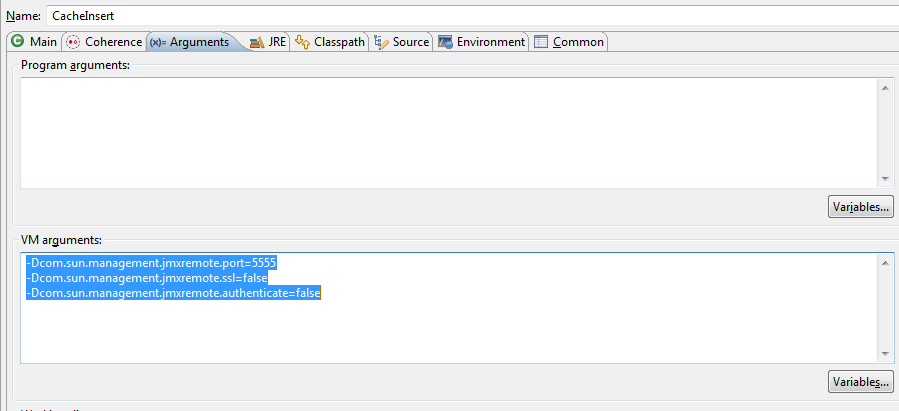 Name: CacheInsert
Main Coherence (x)= Arguments JRE Classpath Source Environment Common
Program arguments:
Variables...
VM arguments:
-Dcom.sun.management.jmxremote.port=5555
-Dcom.sun.management.jmxremote.ssl=false
-Dcom.sun.management.jmxremote.authenticate=false
Variables...